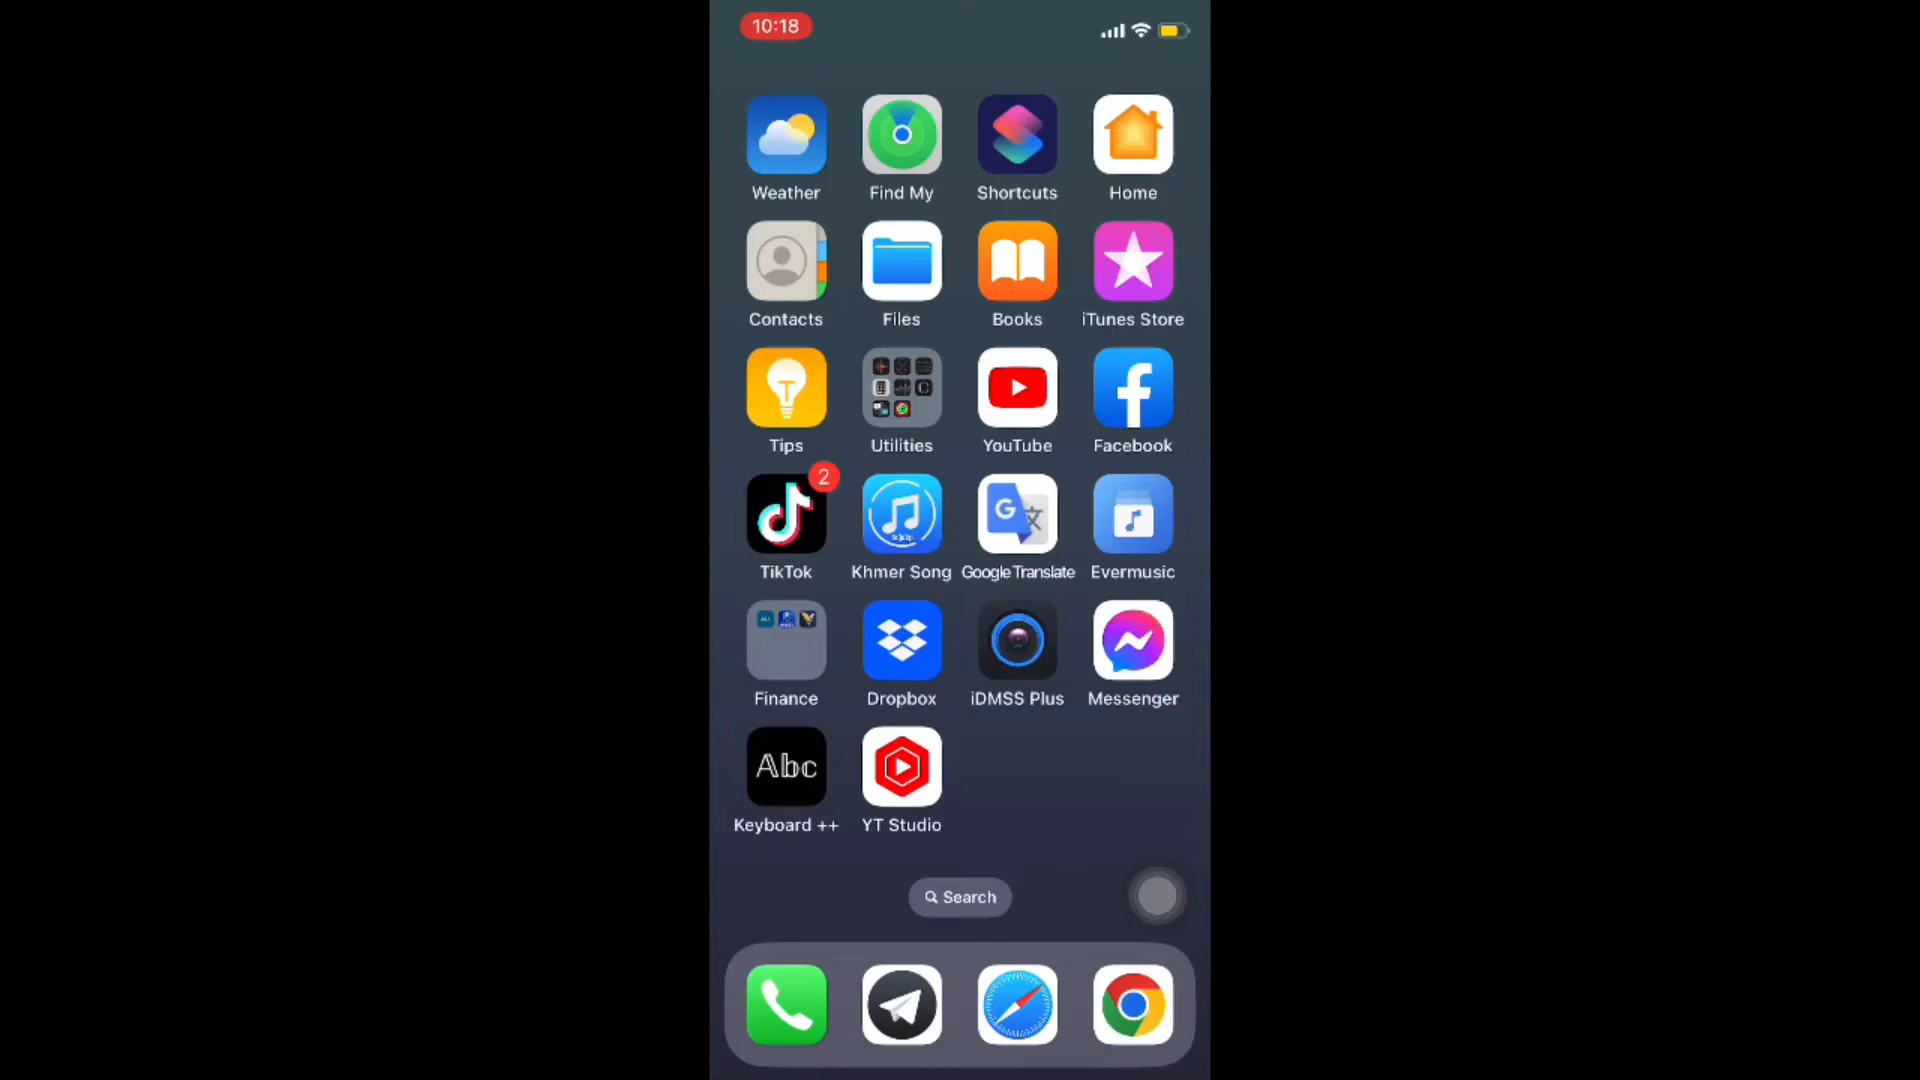 10:18
Weather
Find My
Shortcuts
Home
Contacts
Files
Books
iTunes Store
Tips
Utilities
YouTube
Facebook
2
TikTok
Khmer Song
G
文
Google Translate
Evermusic
Finance
Dropbox
iDMSS Plus
Messenger
Abc
Keyboard ++
YT Studio
Search